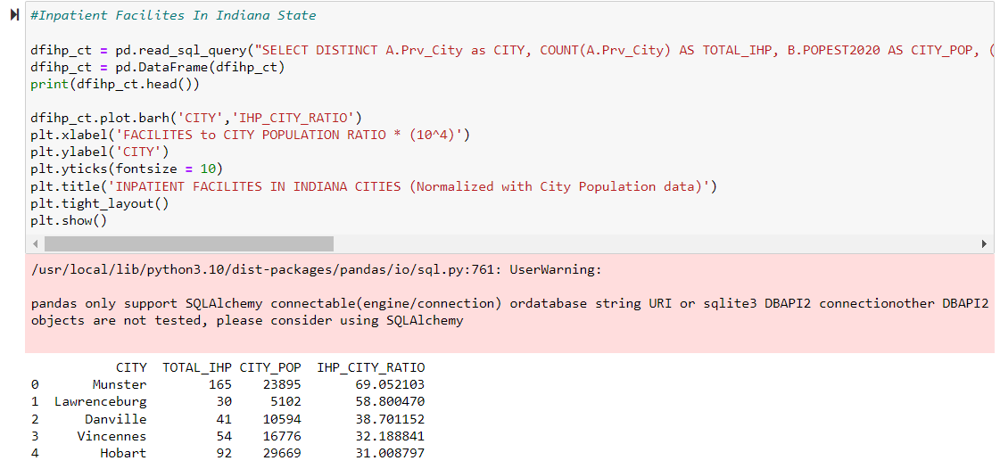 #Inpatient Facilites In Indiana State
dfihp_ct = pd.read_sql_query("SELECT DISTINCT A.Prv_City as CITY, COUNT(A.Prv_City) AS TOTAL_IHP, B.POPEST2020 AS CITY_POP, (
dfihp_ct = pd.DataFrame(dfihp_ct)
print(dfihp_ct.head())
dfihp_ct.plot.barh('CITY','IHP_CITY_RATIO')
plt.xlabel('FACILITES to CITY POPULATION RATIO * (10^4)')
plt.ylabel('CITY')
plt.yticks(fontsize = 10)
plt.title('INPATIENT FACILITES IN INDIANA CITIES (Normalized with City Population data)')
plt.tight_layout()
plt.show()
/usr/local/lib/python3.10/dist-packages/pandas/io/sql.py:761: UserWarning:
pandas only support SQLAlchemy connectable(engine/connection) ordatabase string URI or sqlite3 DBAPI2 connectionother DBAPI2
objects are not tested, please consider using SQLAlchemy
CITY TOTAL_IHP CITY_POP IHP_CITY_RATIO
0 Munster 165 23895 69.052103
1 Lawrenceburg 30 5102 58.800470
2 Danville 41 10594 38.701152
3 Vincennes 54 16776 32.188841
4 Hobart 92 29669 31.008797